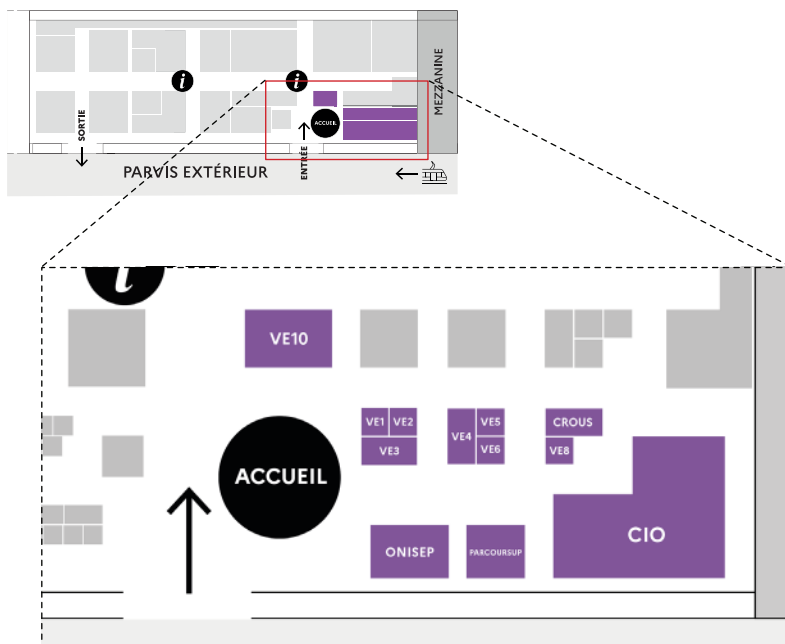 MEZZANINE
i
i
SORTIE
ACCUEIL
ENTRÉE
PARVIS EXTÉRIEUR
i
VE10
VE1 VE2 VE4 VE5 CROUS
VE3 VE6 VE8
ACCUEIL
ONISEP PARCOURSUP CIO